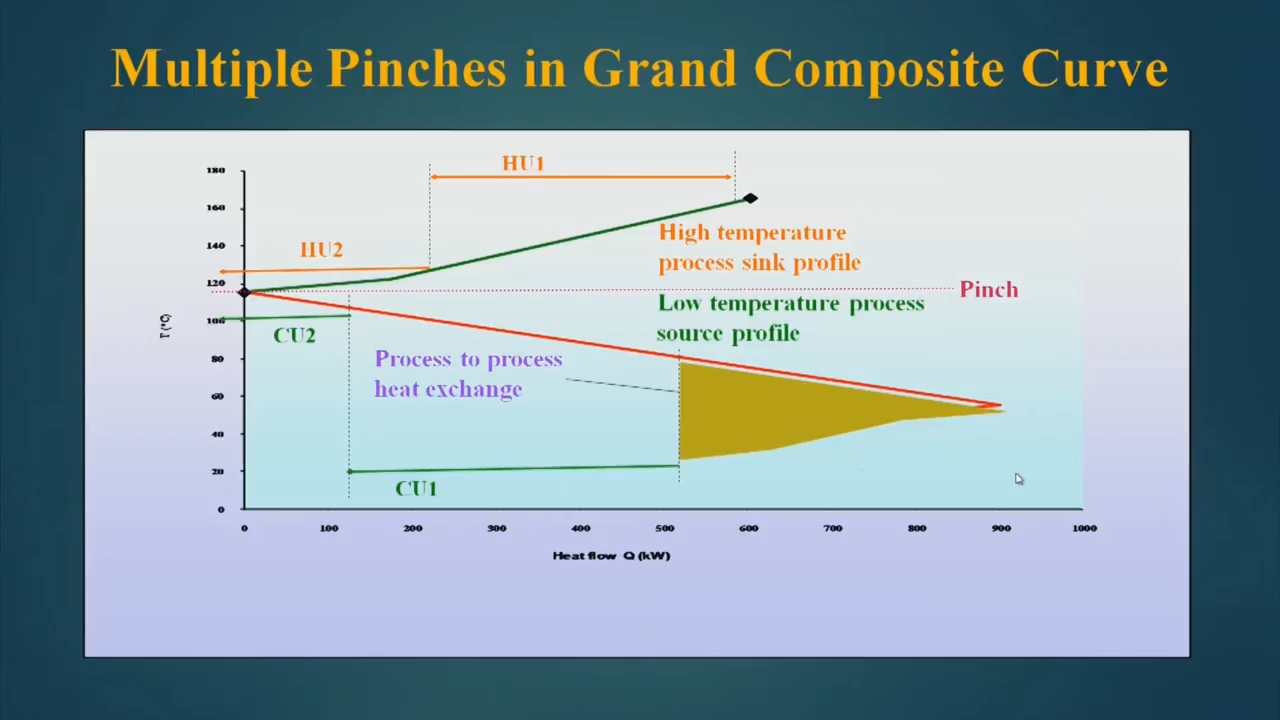 Multiple Pinches in Grand Composite Curve
HU1
180
160
High temperature
process sink profile
140
HU2
120
Pinch
Low temperature process
source profile
100
T (°C)
CU2
Process to process
heat exchange
80
60
40
20
CU1
0
0 100 200 300 400 500 600 700 800 900 1000
Heat flow Q (kW)